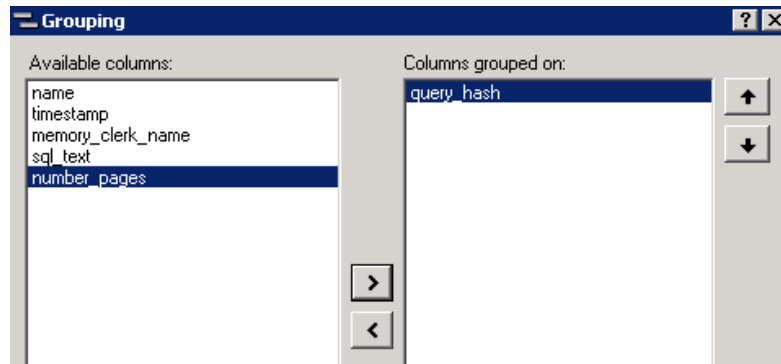 Grouping
Available columns:
name
timestamp
memory_clerk_name
sql_text
number_pages
Columns grouped on:
query_hash